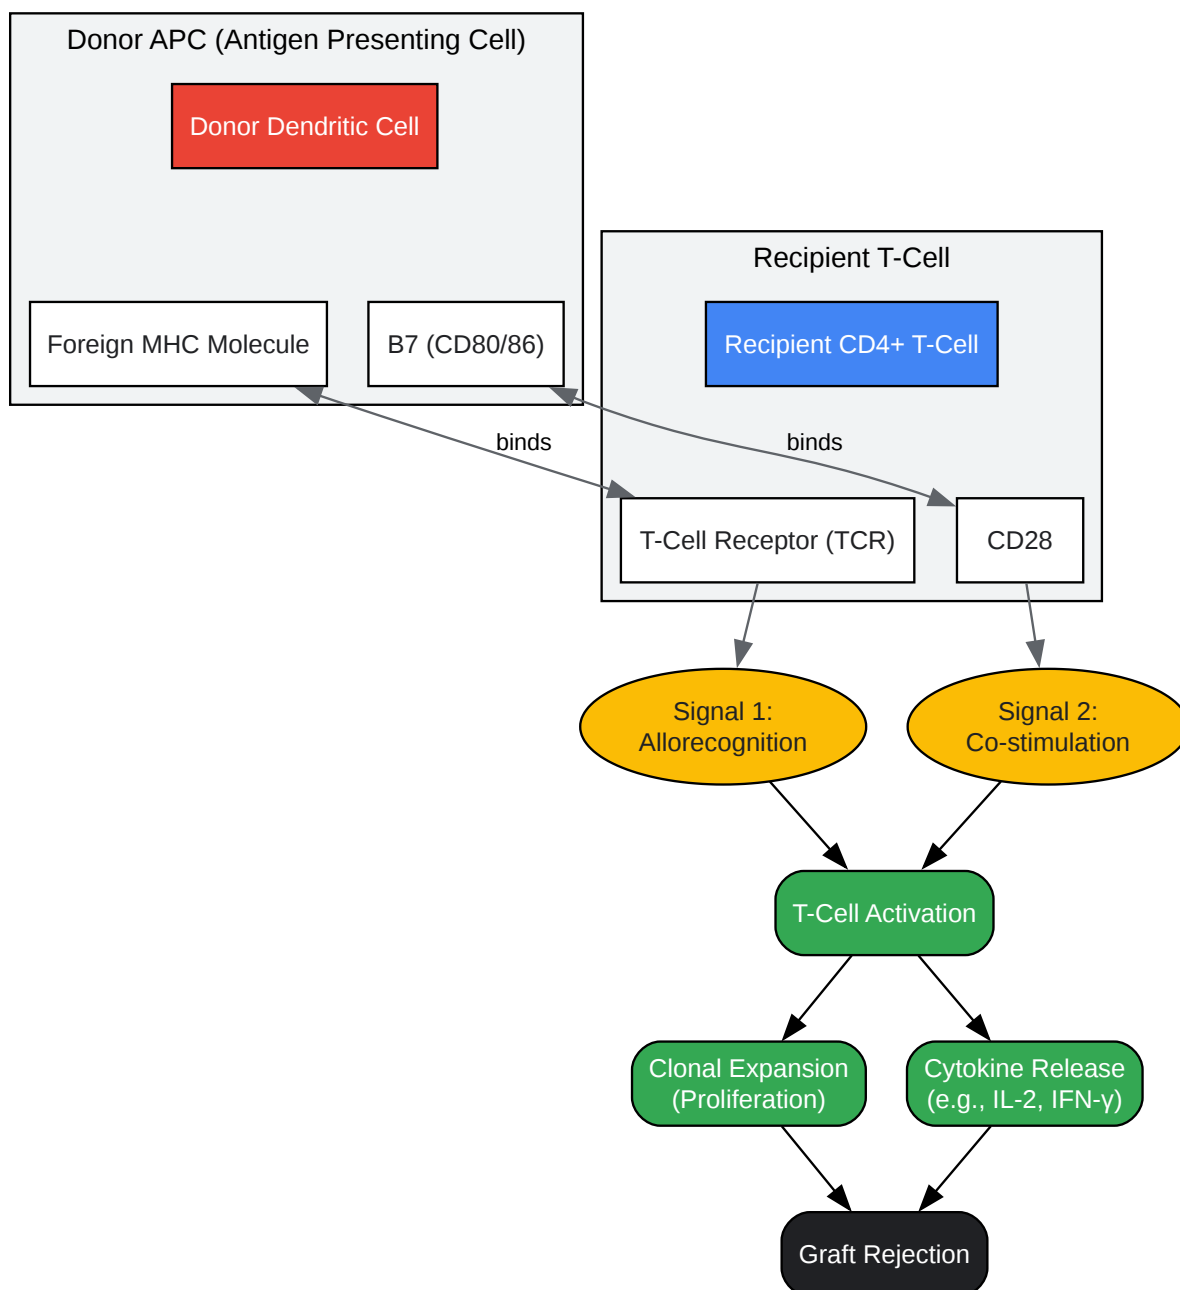 Donor APC (Antigen Presenting Cell)
Donor Dendritic Cell
Foreign MHC Molecule
B7 (CD80/86)
Recipient T-Cell
Recipient CD4+ T-Cell
binds
binds
T-Cell Receptor (TCR)
CD28
Signal 1:
Allorecognition
Signal 2:
Co-stimulation
T-Cell Activation
Clonal Expansion
(Proliferation)
Cytokine Release
(e.g., IL-2, IFN-γ)
Graft Rejection